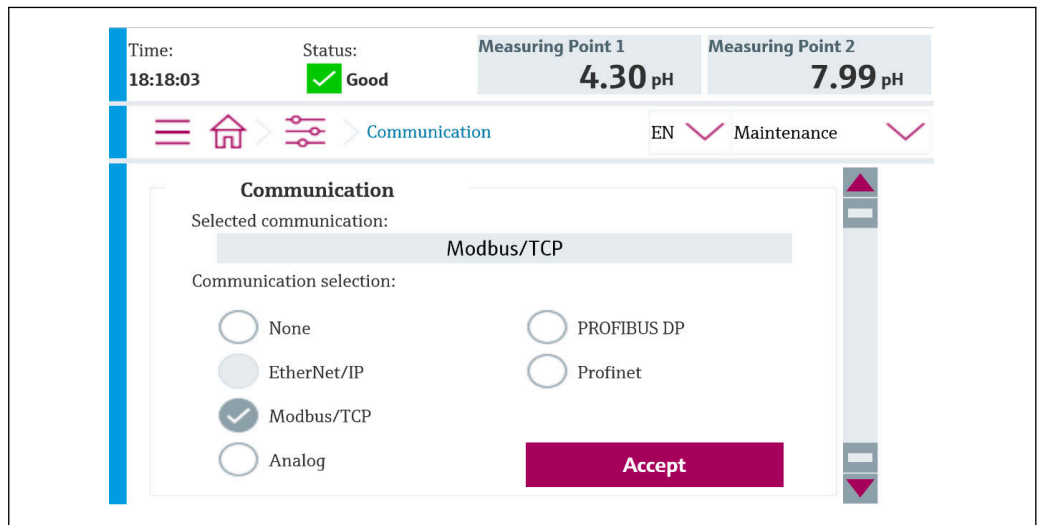 Time: Status: Measuring Point 1 Measuring Point 2
18:18:03 Good 4.30 pH 7.99 pH
Communication EN Maintenance
Communication
Selected communication:
Modbus/TCP
Communication selection:
None PROFIBUS DP
EtherNet/IP Profinet
Modbus/TCP
Analog Accept